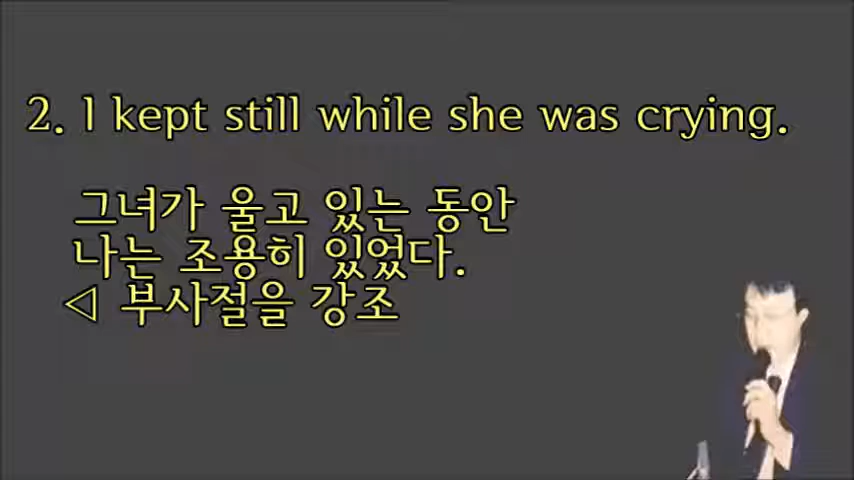 2. I kept still while she was crying.
그녀가 울고 있는 동안
나는 조용히 있었다.
◁ 부사절을 강조